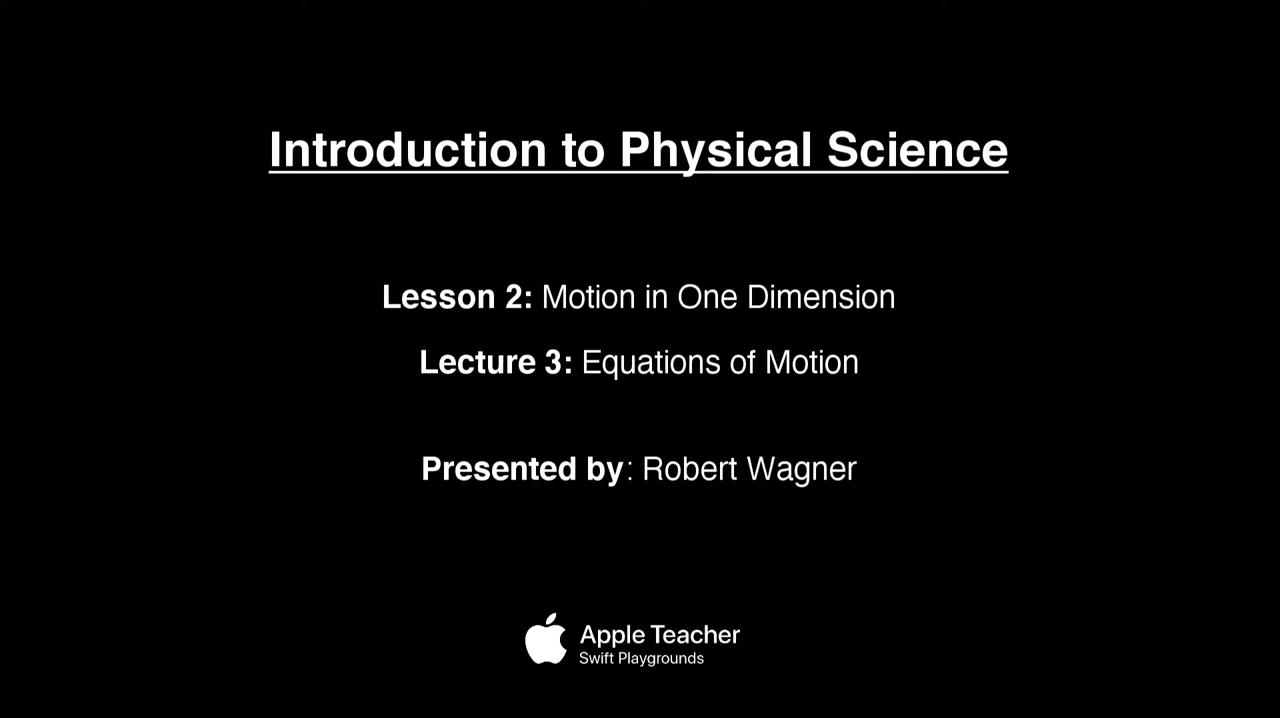 Introduction to Physical Science
Lesson 2: Motion in One Dimension
Lecture 3: Equations of Motion
Presented by: Robert Wagner
Apple Teacher
Swift Playgrounds